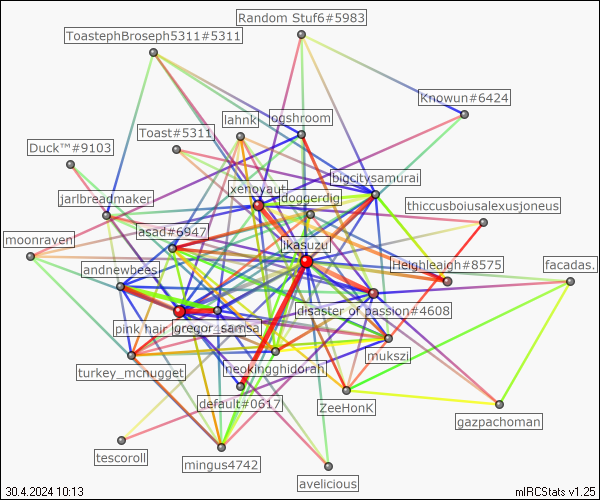 Random Stuf6#5983
ToastephBroseph5311#5311
Knowun#6424
lahnk
logshroom
Toast#5311
Duck™#9103
bigcitysamurai
xenoyaut
jarlbreadmaker
doggerdig
thiccusboiusalexusjoneus
asad#6947
moonraven
jkasuzu
andnewbees
Heighleaigh#8575
facadas.
disaster of passion#4608
pink hair
gregor_samsa
mukszi
neokingghidorah
turkey_mcnugget
default#0617
ZeeHonK
gazpachoman
tescoroll
mingus4742
avelicious
30.4.2024 10:13
mIRCStats v1.25